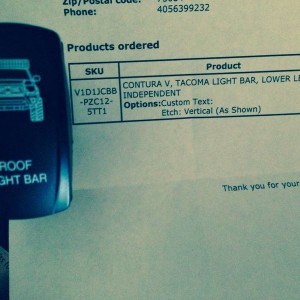 Zip/Postal code:
Phone: 4056399232
Products ordered
SKU Product
V1D1JCBB-PZC12-5TT1
CONTURA V, TACOMA LIGHT BAR, LOWER
INDEPENDENT
Options:Custom Text:
Etch: Vertical (As Shown)
ROOF
GHT BAR
Thank you for your